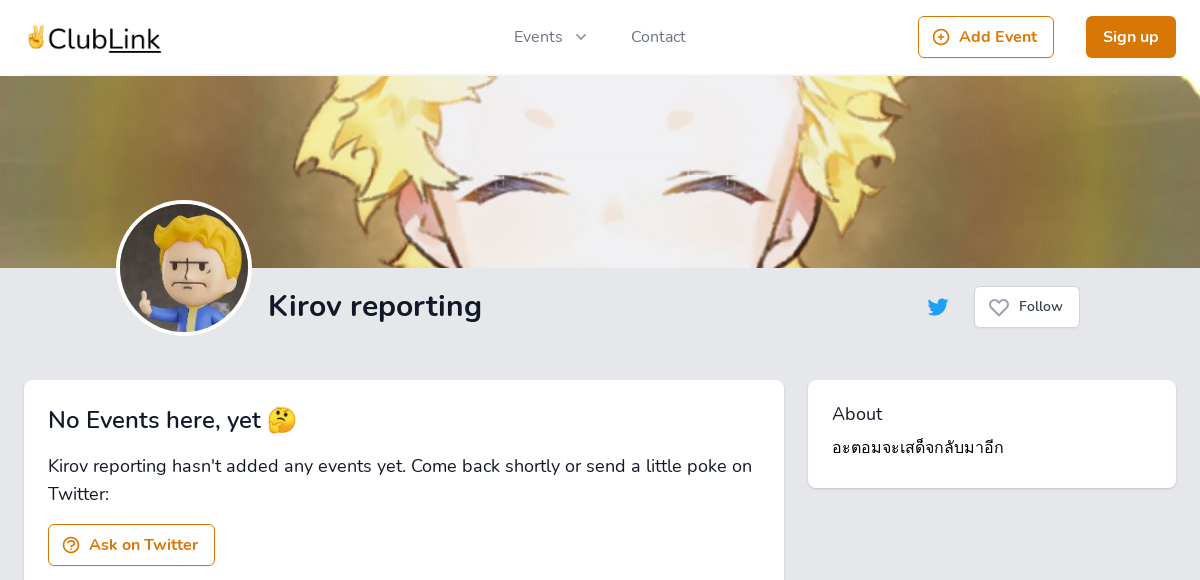 ✌️ClubLink
Events
Contact
Add Event
Sign up
Kirov reporting
Follow
No Events here, yet 🤔
Kirov reporting hasn't added any events yet. Come back shortly or send a little poke on
Twitter:
Ask on Twitter
About
อะตอมจะเสด็จกลับมาอีก